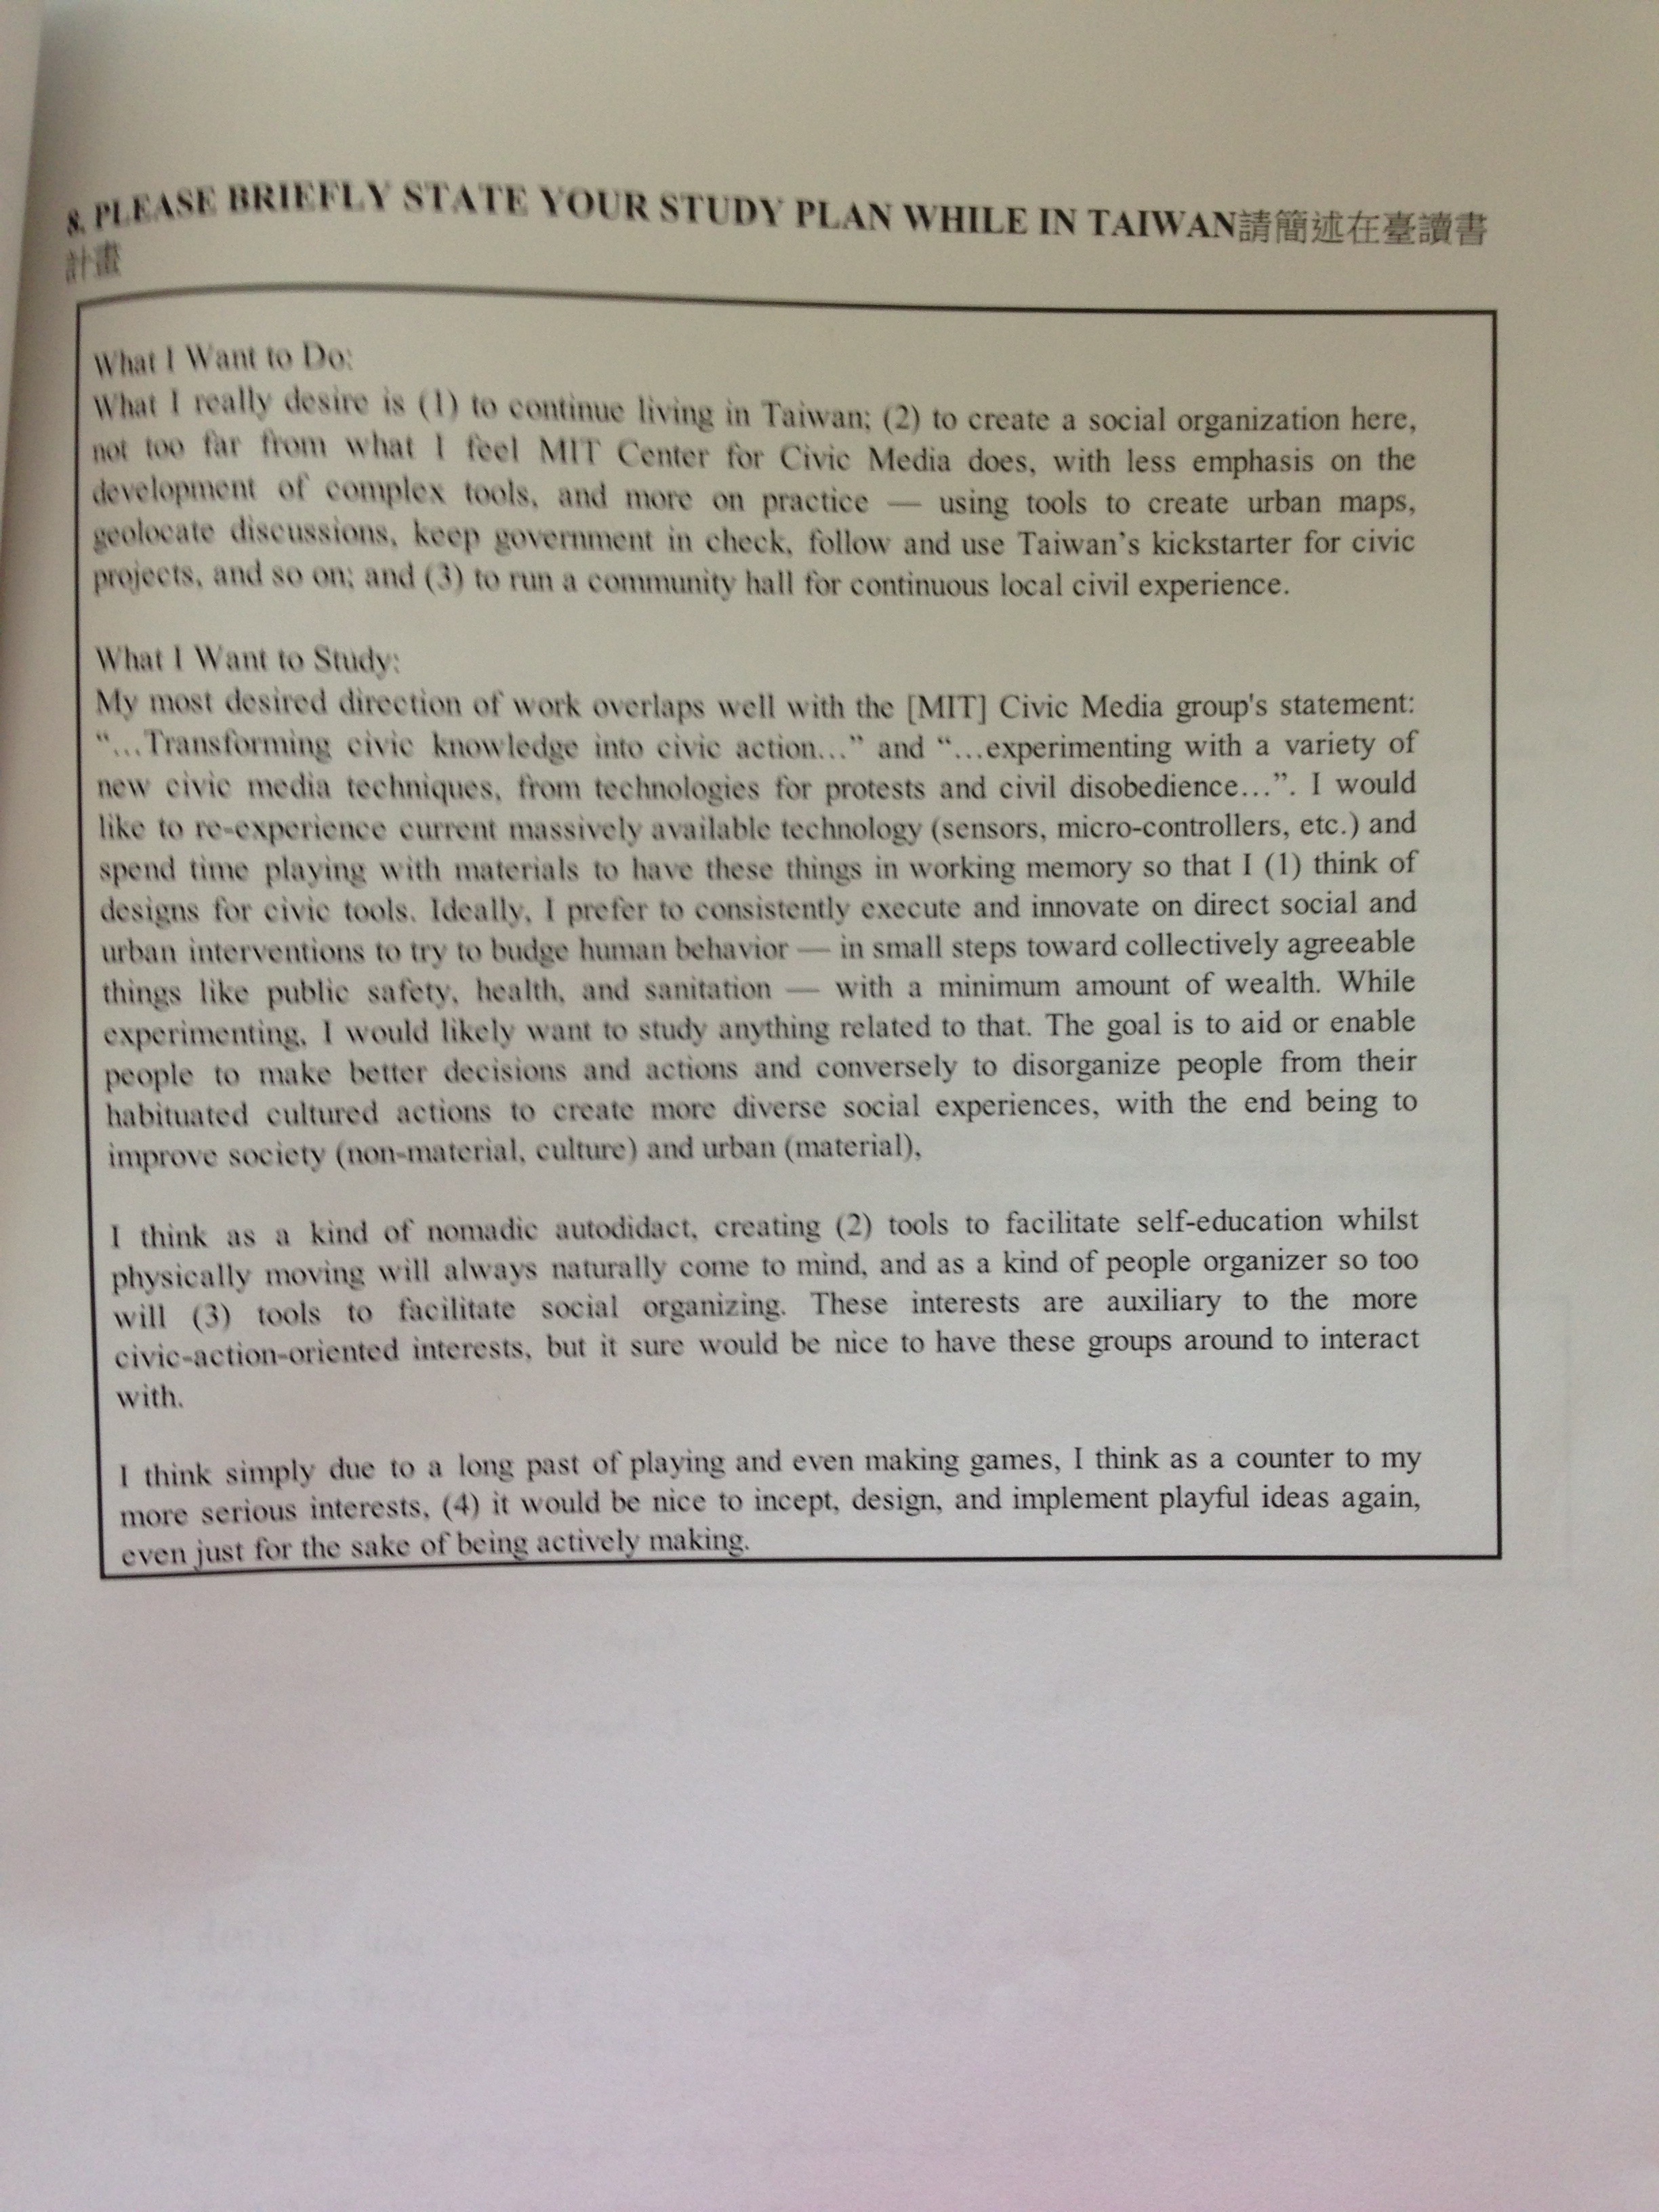 8. PLEASE BRIEFLY STATE YOUR STUDY PLAN WHILE IN TAIWAN請簡述在臺讀書
計畫
What I Want to Do:
What I really desire is (1) to continue living in Taiwan; (2) to create a social organization here,
not too far from what I feel MIT Center for Civic Media does, with less emphasis on the
development of complex tools, and more on practice — using tools to create urban maps,
geolocate discussions, keep government in check, follow and use Taiwan’s kickstarter for civic
projects, and so on; and (3) to run a community hall for continuous local civil experience.
What I Want to Study:
My most desired direction of work overlaps well with the [MIT] Civic Media group's statement:
“…Transforming civic knowledge into civic action…” and “…experimenting with a variety of
new civic media techniques, from technologies for protests and civil disobedience…”. I would
like to re-experience current massively available technology (sensors, micro-controllers, etc.) and
spend time playing with materials to have these things in working memory so that I (1) think of
designs for civic tools. Ideally, I prefer to consistently execute and innovate on direct social and
urban interventions to try to budge human behavior — in small steps toward collectively agreeable
things like public safety, health, and sanitation — with a minimum amount of wealth. While
experimenting, I would likely want to study anything related to that. The goal is to aid or enable
people to make better decisions and actions and conversely to disorganize people from their
habituated cultured actions to create more diverse social experiences, with the end being to
improve society (non-material, culture) and urban (material),
I think as a kind of nomadic autodidact, creating (2) tools to facilitate self-education whilst
physically moving will always naturally come to mind, and as a kind of people organizer so too
will (3) tools to facilitate social organizing. These interests are auxiliary to the more
civic-action-oriented interests, but it sure would be nice to have these groups around to interact
with.
I think simply due to a long past of playing and even making games, I think as a counter to my
more serious interests, (4) it would be nice to incept, design, and implement playful ideas again,
even just for the sake of being actively making.